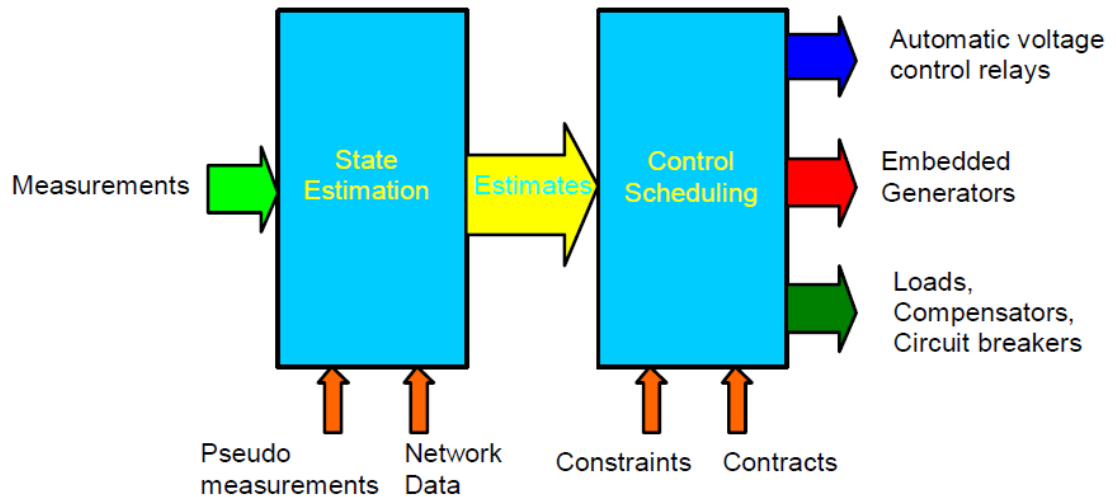 Measurements
State
Estimation
Estimates
Control
Scheduling
Automatic voltage
control relays
Embedded
Generators
Loads,
Compensators,
Circuit breakers
Pseudo
measurements
Network
Data
Constraints
Contracts